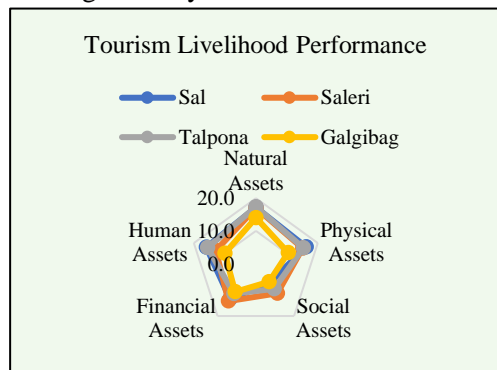 Tourism Livelihood Performance
Sal
Saleri
Talpona
Galgibag
Natural
Assets
20.0
10.0
0.0
Human
Assets
Physical
Assets
Financial
Assets
Social
Assets